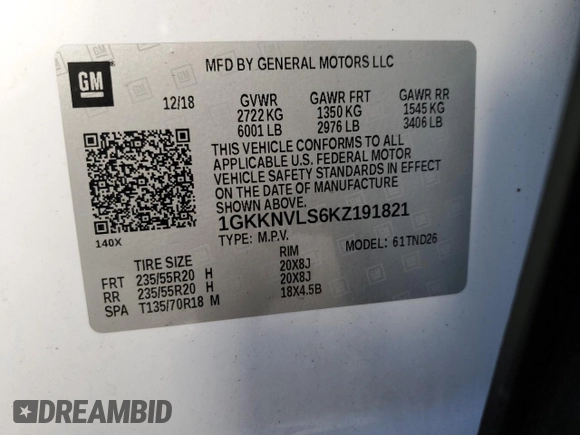 GM
MFD BY GENERAL MOTORS LLC
12/18 GVWR GAWR FRT GAWR RR
2722 KG 1350 KG 1545 KG
6001 LB 2976 LB 3406 LB
THIS VEHICLE CONFORMS TO ALL
APPLICABLE U.S. FEDERAL MOTOR
VEHICLE SAFETY STANDARDS IN EFFECT
ON THE DATE OF MANUFACTURE
SHOWN ABOVE.
1GKKNVLS6KZ191821
140X TYPE: M.P.V. MODEL: 61TND26
TIRE SIZE RIM
FRT 235/55R20 H 20X8J
RR 235/55R20 H 20X8J
SPA T135/70R18 M 18X4.5B
DREAMBID